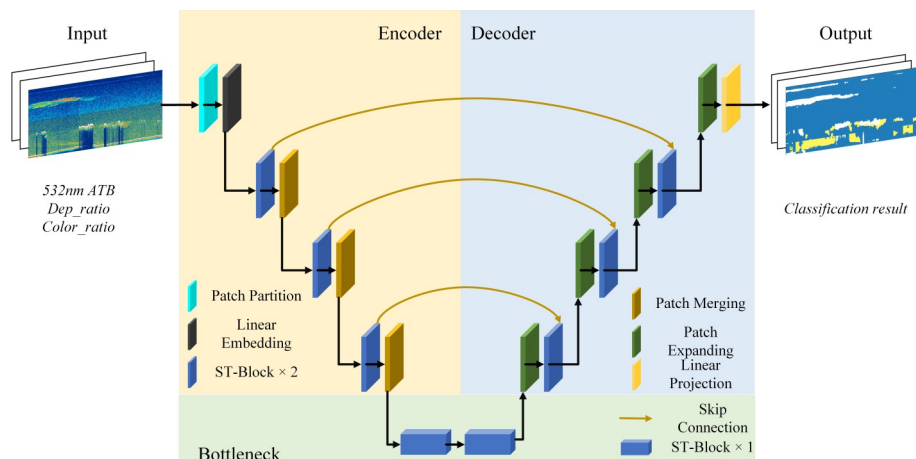 Input
Encoder
Decoder
Output
532nm ATB
Dep_ratio
Color_ratio
Classification result
Patch Partition
Linear
Embedding
ST-Block × 2
Patch Merging
Patch
Expanding
Linear
Projection
Skip
Connection
ST-Block × 1
Bottleneck